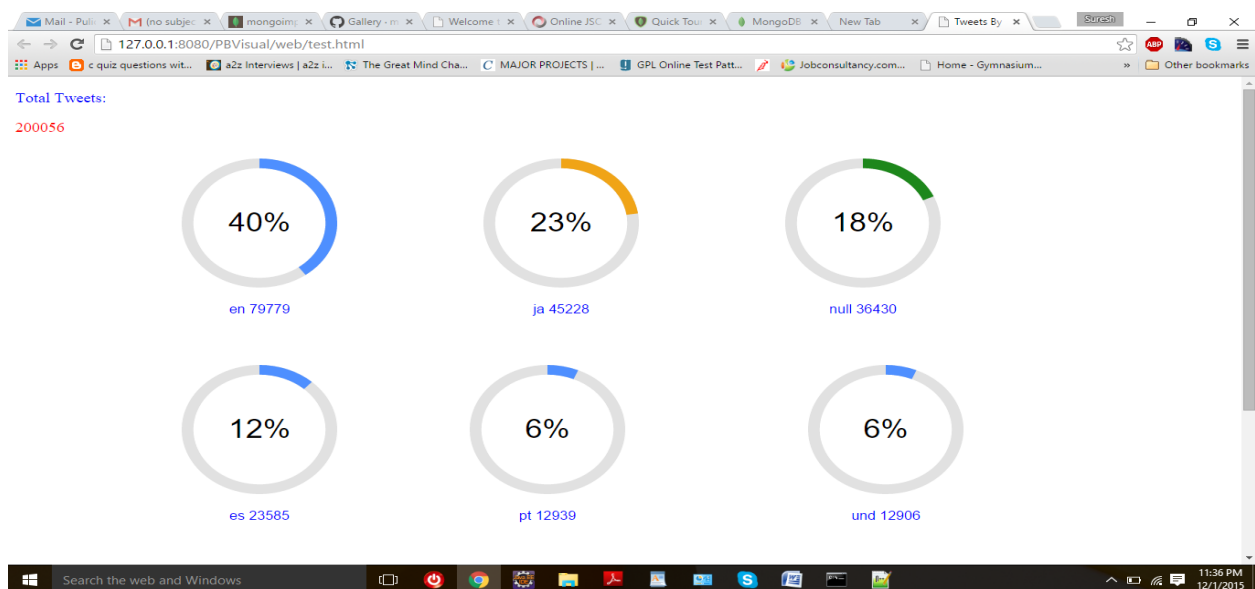 Mail - Puli
(no subjec
mongoimp
Gallery - m
Welcome t
Online JSC
Quick Tour
MongoDB
New Tab
Tweets By
Suresh
127.0.0.1:8080/PBVisual/web/test.html
ABP
Apps
c quiz questions wit...
a2z Interviews | a2z i...
The Great Mind Cha...
MAJOR PROJECTS | ...
GPL Online Test Patt...
Jobconsultancy.com...
Home - Gymnasium...
»
Other bookmarks
Total Tweets:
200056
40%
23%
18%
en 79779
ja 45228
null 36430
12%
6%
6%
es 23585
pt 12939
und 12906
Search the web and Windows
11:36 PM
12/1/2015